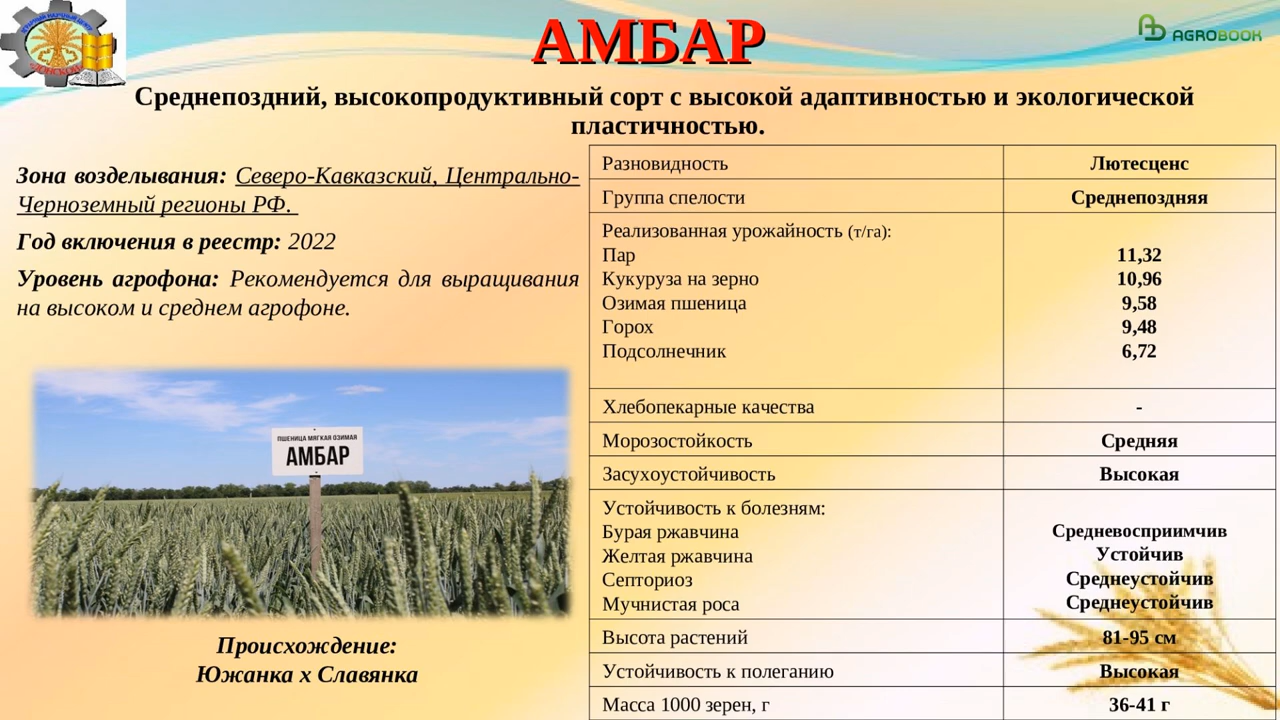 АМБАР
AGROBOOK
Среднепоздний, высокопродуктивный сорт с высокой адаптивностью и экологической
пластичностью.
Зона возделывания: Северо-Кавказский, Центрально-
Черноземный регионы РФ.
Год включения в реестр: 2022
Уровень агрофона: Рекомендуется для выращивания
на высоком и среднем агрофоне.
ПШЕНИЦА МЯГКАЯ ОЗИМАЯ
АМБАР
Происхождение:
Южанка х Славянка
Разновидность Лютесценс
Группа спелости Среднепоздняя
Реализованная урожайность (т/га):
Пар 11,32
Кукуруза на зерно 10,96
Озимая пшеница 9,58
Горох 9,48
Подсолнечник 6,72
Хлебопекарные качества -
Морозостойкость Средняя
Засухоустойчивость Высокая
Устойчивость к болезням:
Бурая ржавчина Средневосприимчив
Желтая ржавчина Устойчив
Септориоз Среднеустойчив
Мучнистая роса Среднеустойчив
Высота растений 81-95 см
Устойчивость к полеганию Высокая
Масса 1000 зерен, г 36-41 г